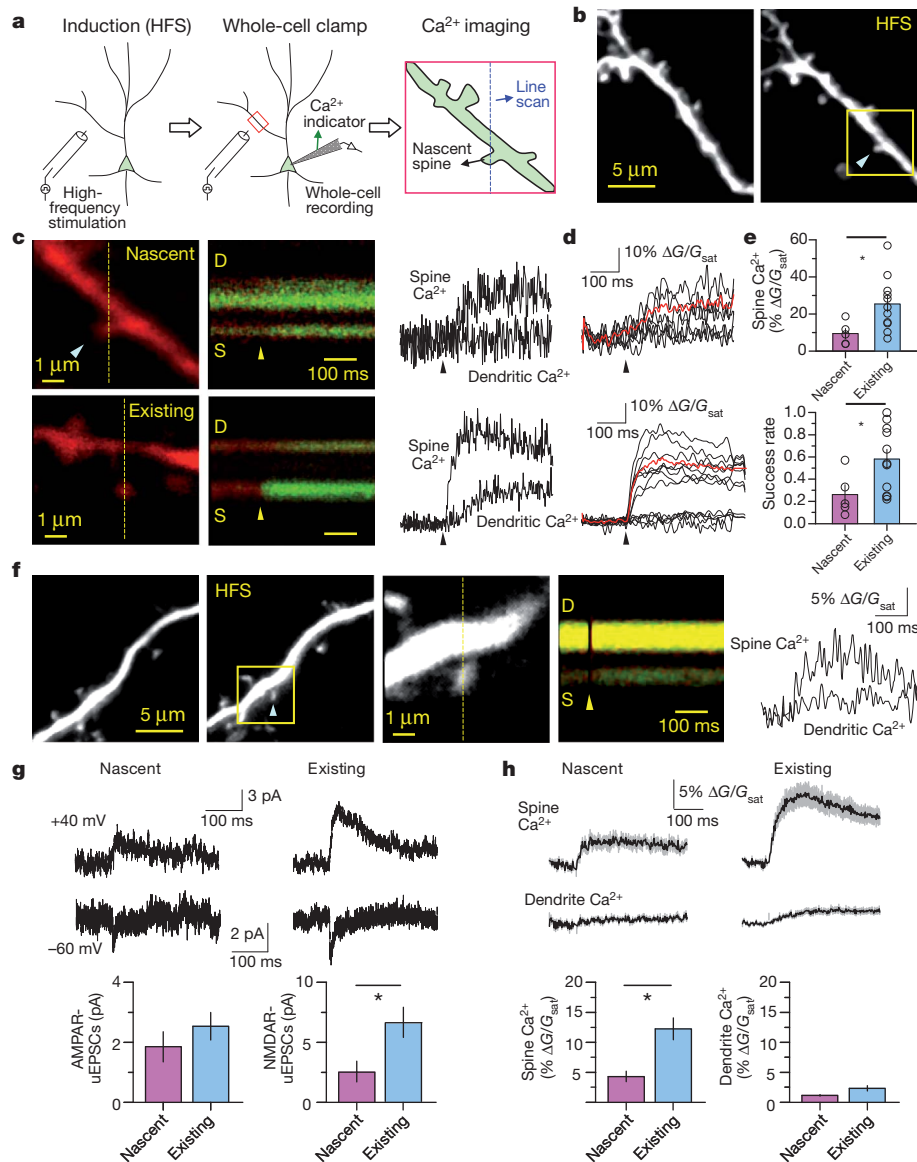 a
Induction (HFS)
High-
frequency
stimulation
Whole-cell clamp
Ca2+
indicator
Whole-cell
recording
Ca2+ imaging
Line
scan
Nascent
spine
b
HFS
5 μm
c
Nascent
1 μm
D
S
100 ms
Spine
Ca2+
Dendritic Ca2+
Existing
1 μm
D
S
Spine
Ca2+
Dendritic Ca2+
d
10% ΔG/Gsat
100 ms
10% ΔG/Gsat
100 ms
e
Spine Ca2+
(% ΔG/Gsat)
60
40
20
0
*
Nascent
Existing
Success rate
1.0
0.8
0.6
0.4
0.2
0.0
*
Nascent
Existing
f
HFS
5 μm
1 μm
D
S
100 ms
5% ΔG/Gsat
100 ms
Spine Ca2+
Dendritic Ca2+
g
Nascent
Existing
3 pA
100 ms
+40 mV
–60 mV
2 pA
100 ms
AMPAR-
uEPSCs (pA)
4
2
0
Nascent
Existing
NMDAR-
uEPSCs (pA)
10
5
0
*
Nascent
Existing
h
Nascent
Existing
5% ΔG/Gsat
100 ms
Spine
Ca2+
Dendrite Ca2+
Spine Ca2+
(% ΔG/Gsat)
20
15
10
5
*
Nascent
Existing
Dendrite Ca2+
(% ΔG/Gsat)
20
15
10
5
Nascent
Existing